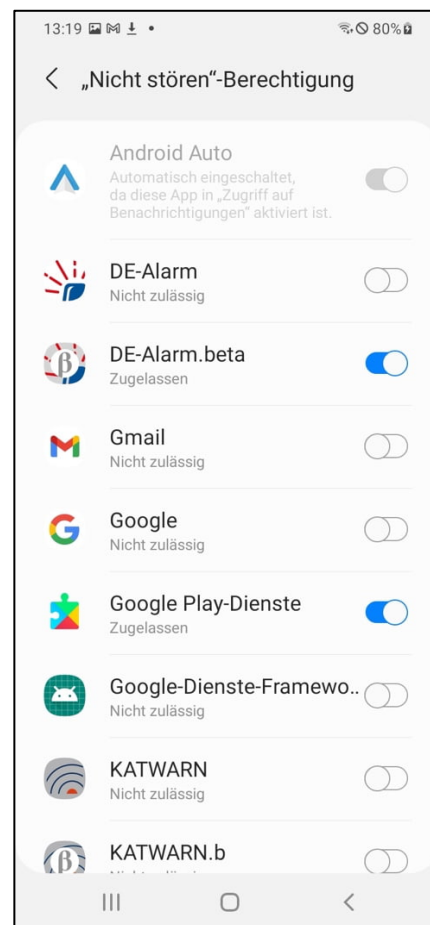 13:19 80%
„Nicht stören“-Berechtigung
Android Auto
Automatisch eingeschaltet,
da diese App in „Zugriff auf
Benachrichtigungen“ aktiviert ist.
DE-Alarm
Nicht zulässig
DE-Alarm.beta
Zugelassen
Gmail
Nicht zulässig
Google
Nicht zulässig
Google Play-Dienste
Zugelassen
Google-Dienste-Framewo..
Nicht zulässig
KATWARN
Nicht zulässig
KATWARN.b